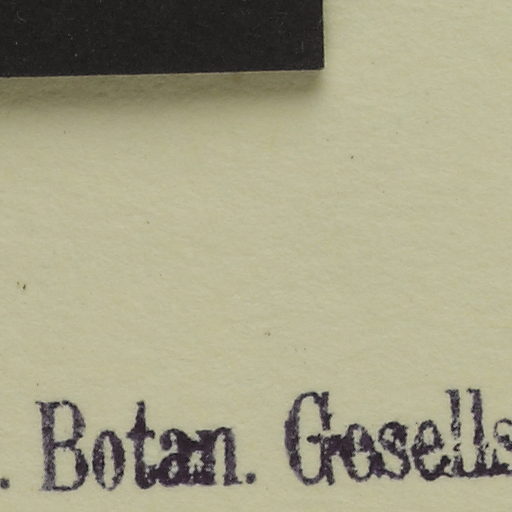 . Botan. Gesells